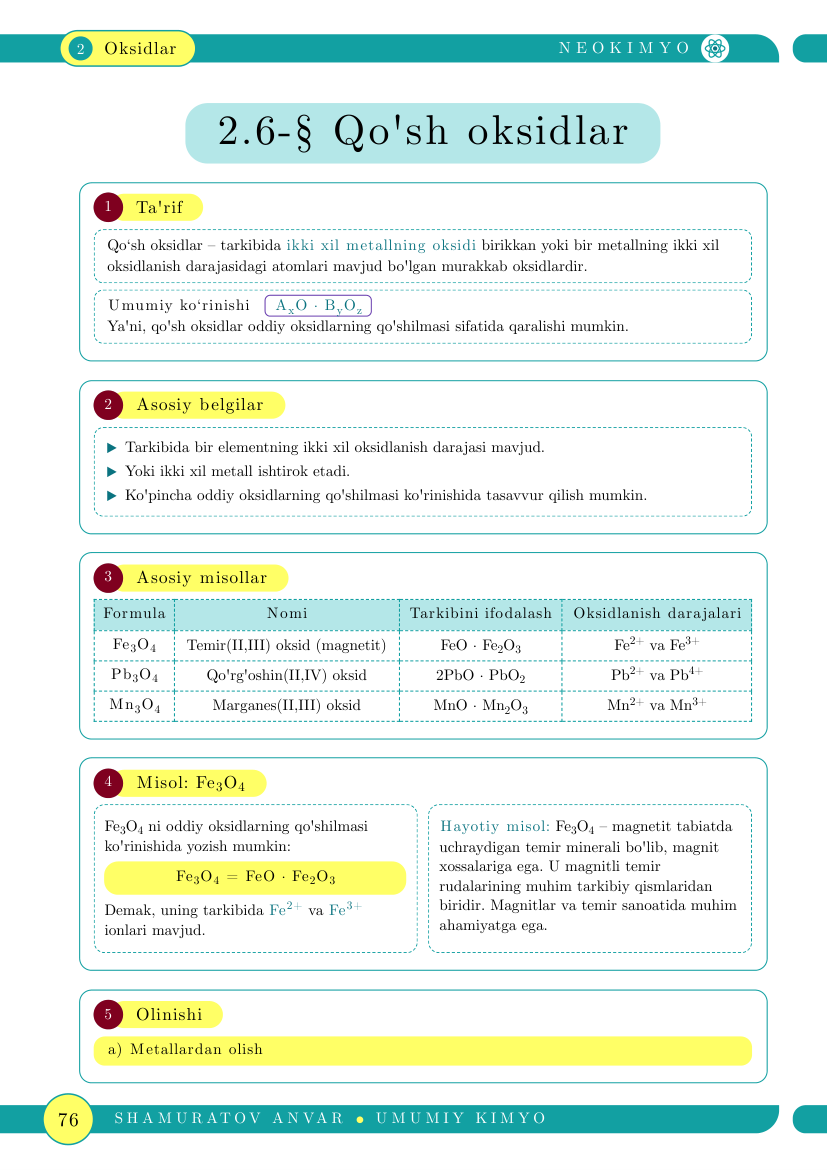 2 Oksidlar
NEOKIMYO
2.6-§ Qo'sh oksidlar
1 Ta'rif
Qo‘sh oksidlar – tarkibida ikki xil metallning oksidi birikkan yoki bir metallning ikki xil
oksidlanish darajasidagi atomlari mavjud bo'lgan murakkab oksidlardir.
Umumiy ko‘rinishi AₓO · BᵧO_z
Ya'ni, qo'sh oksidlar oddiy oksidlarning qo'shilmasi sifatida qaralishi mumkin.
2 Asosiy belgilar
▶ Tarkibida bir elementning ikki xil oksidlanish darajasi mavjud.
▶ Yoki ikki xil metall ishtirok etadi.
▶ Ko'pincha oddiy oksidlarning qo'shilmasi ko'rinishida tasavvur qilish mumkin.
3 Asosiy misollar
Formula Nomi Tarkibini ifodalash Oksidlanish darajalari
Fe₃O₄ Temir(II,III) oksid (magnetit) FeO · Fe₂O₃ Fe²⁺ va Fe³⁺
Pb₃O₄ Qo'rg'oshin(II,IV) oksid 2PbO · PbO₂ Pb²⁺ va Pb⁴⁺
Mn₃O₄ Marganes(II,III) oksid MnO · Mn₂O₃ Mn²⁺ va Mn³⁺
4 Misol: Fe₃O₄
Fe₃O₄ ni oddiy oksidlarning qo'shilmasi
ko'rinishida yozish mumkin:
Fe₃O₄ = FeO · Fe₂O₃
Demak, uning tarkibida Fe²⁺ va Fe³⁺
ionlari mavjud.
Hayotiy misol: Fe₃O₄ – magnetit tabiatda
uchraydigan temir minerali bo'lib, magnit
xossalariga ega. U magnitli temir
rudalarining muhim tarkibiy qismlaridan
biridir. Magnitlar va temir sanoatida muhim
ahamiyatga ega.
5 Olinishi
a) Metallardan olish
76 SHAMURATOV ANVAR ● UMUMIY KIMYO